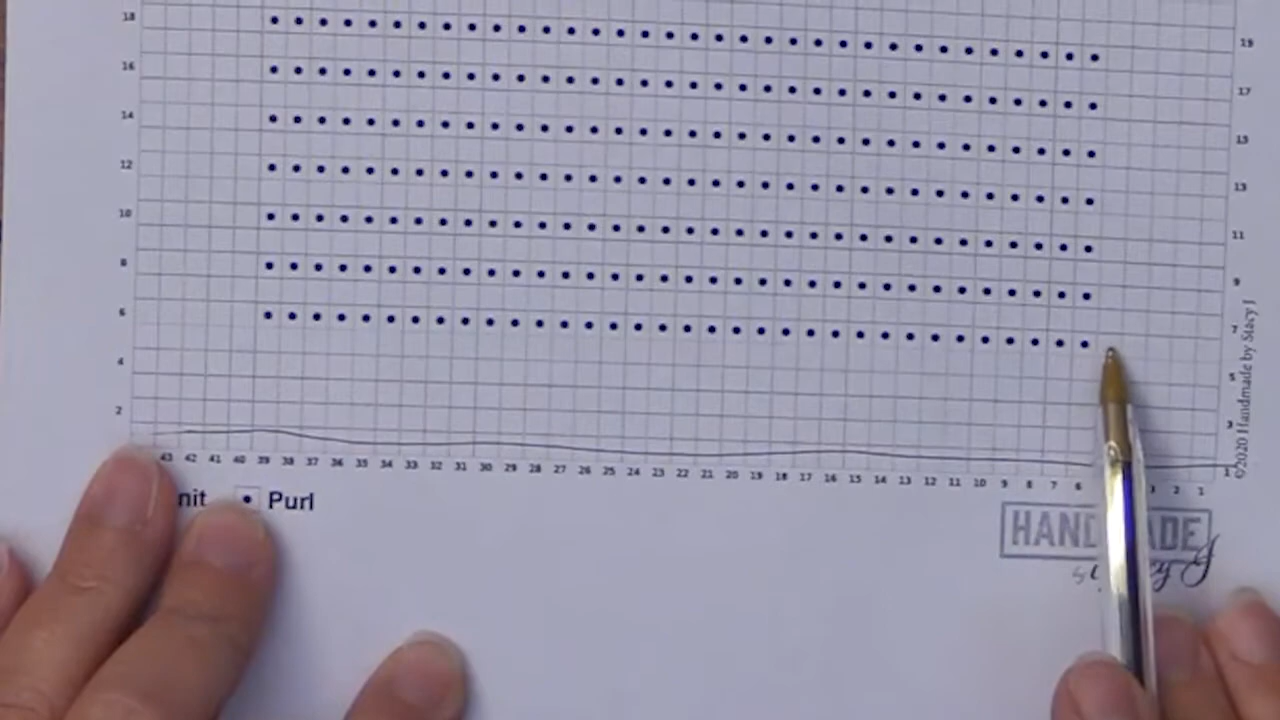 18 19
16 17
14 15
12 13
10 11
8 9
6 7
4 5
2 3
1
43 42 41 40 39 38 37 36 35 34 33 32 31 30 29 28 27 26 25 24 23 22 21 20 19 18 17 16 15 14 13 12 11 10 9 8 7 6 2 1
©2020 Handmade by Stacy J
nit • Purl
HAND ADE